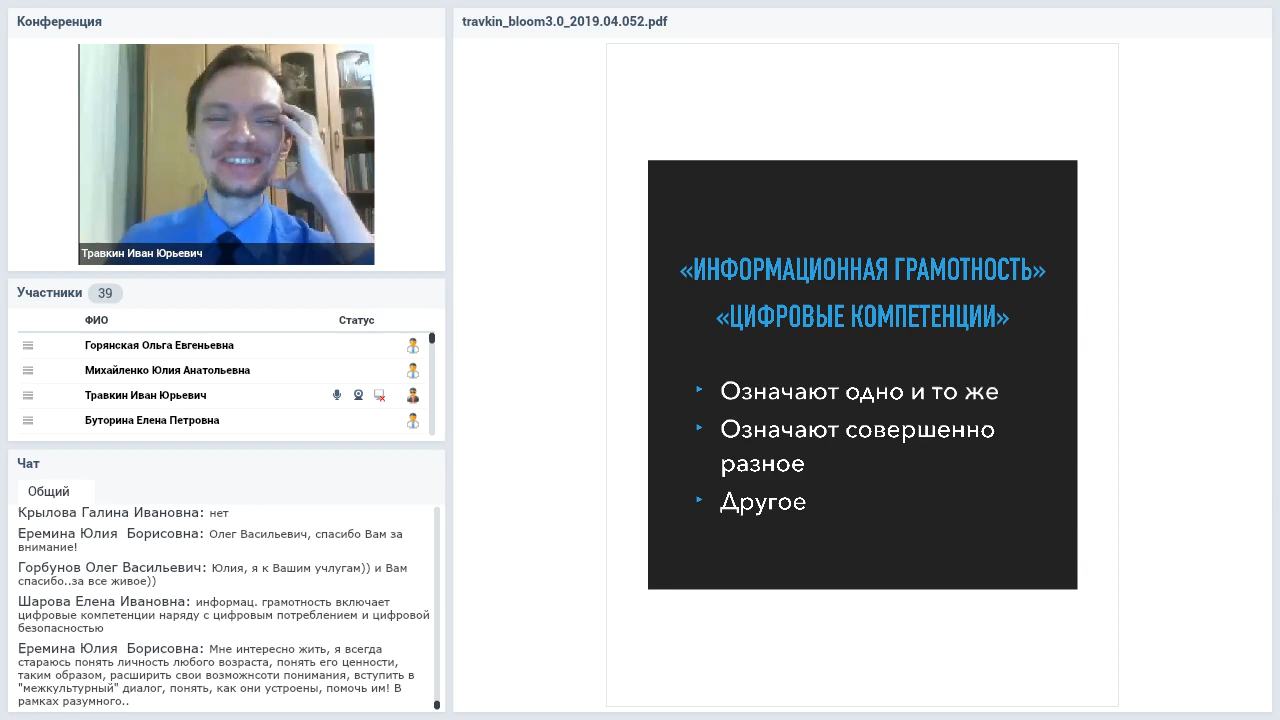 Конференция
Травкин Иван Юрьевич
Участники 39
ФИО Статус
Горянская Ольга Евгеньевна
Михайленко Юлия Анатольевна
Травкин Иван Юрьевич
Буторина Елена Петровна
Чат
Общий
Крылова Галина Ивановна: нет
Еремина Юлия Борисовна: Олег Васильевич, спасибо Вам за
внимание!
Горбунов Олег Васильевич: Юлия, я к Вашим учлугам)) и Вам
спасибо..за все живое))
Шарова Елена Ивановна: информац. грамотность включает
цифровые компетенции наряду с цифровым потреблением и цифровой
безопасностью
Еремина Юлия Борисовна: Мне интересно жить, я всегда
стараюсь понять личность любого возраста, понять его ценности,
таким образом, расширить свои возможнсоти понимания, вступить в
"межкультурный" диалог, понять, как они устроены, помочь им! В
рамках разумного..
travkin_bloom3.0_2019.04.052.pdf
«ИНФОРМАЦИОННАЯ ГРАМОТНОСТЬ»
«ЦИФРОВЫЕ КОМПЕТЕНЦИИ»
Означают одно и то же
Означают совершенно
разное
Другое